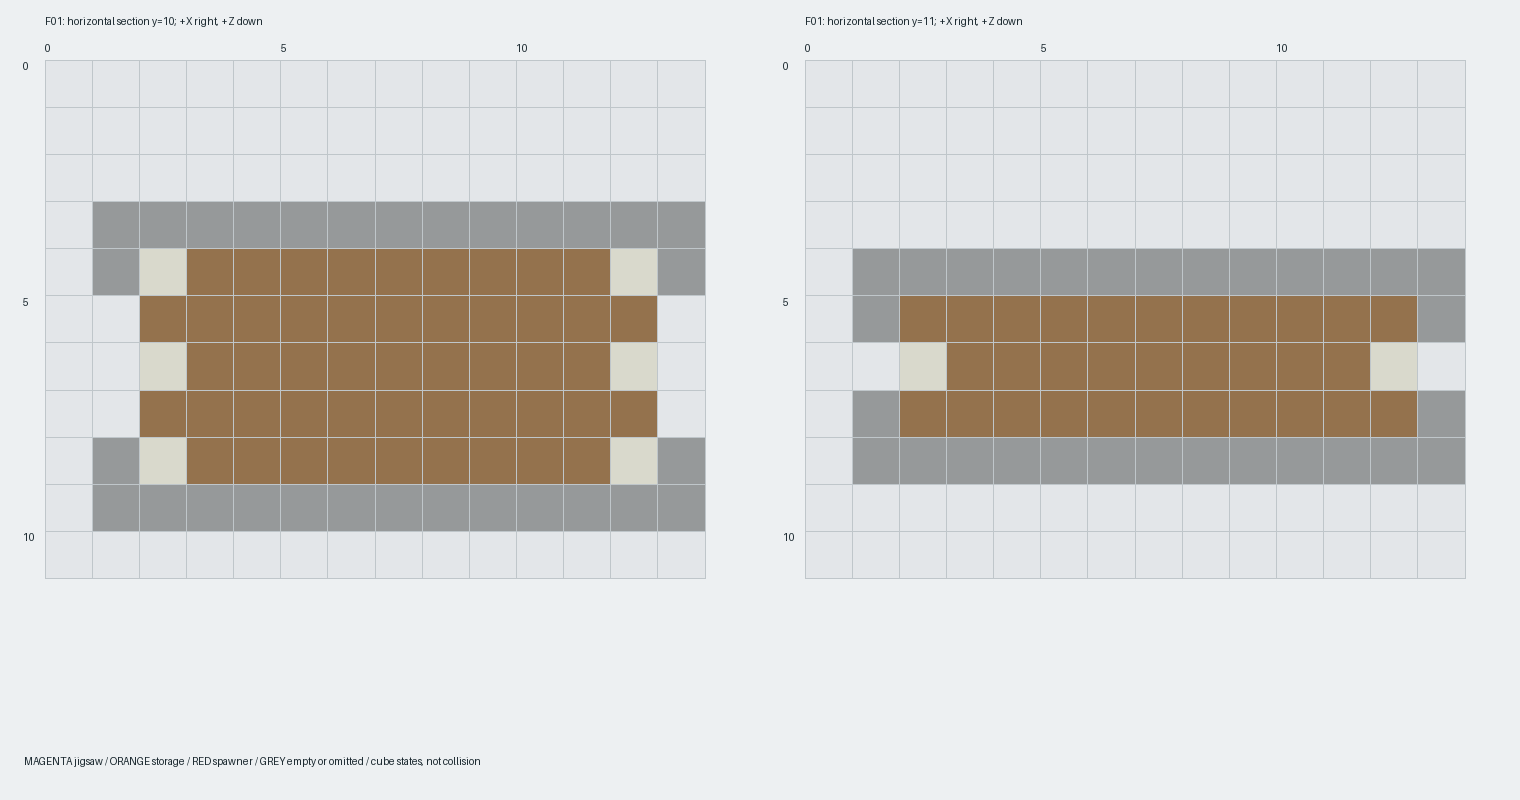 F01: horizontal section y=10; +X right, +Z down
F01: horizontal section y=11; +X right, +Z down
0 5 10
0 5 10
0
0
5
5
10
10
MAGENTA jigsaw / ORANGE storage / RED spawner / GREY empty or omitted / cube states, not collision